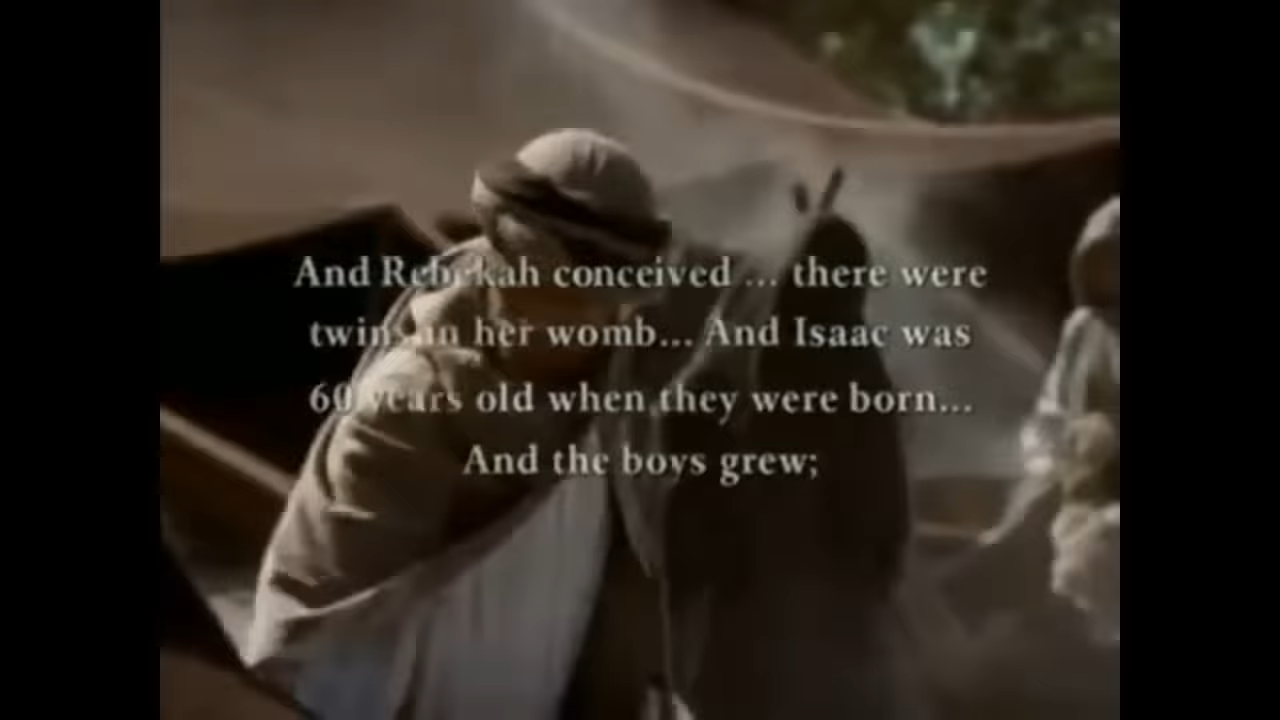 And Rebekah conceived ... there were
twins in her womb... And Isaac was
60 years old when they were born...
And the boys grew;